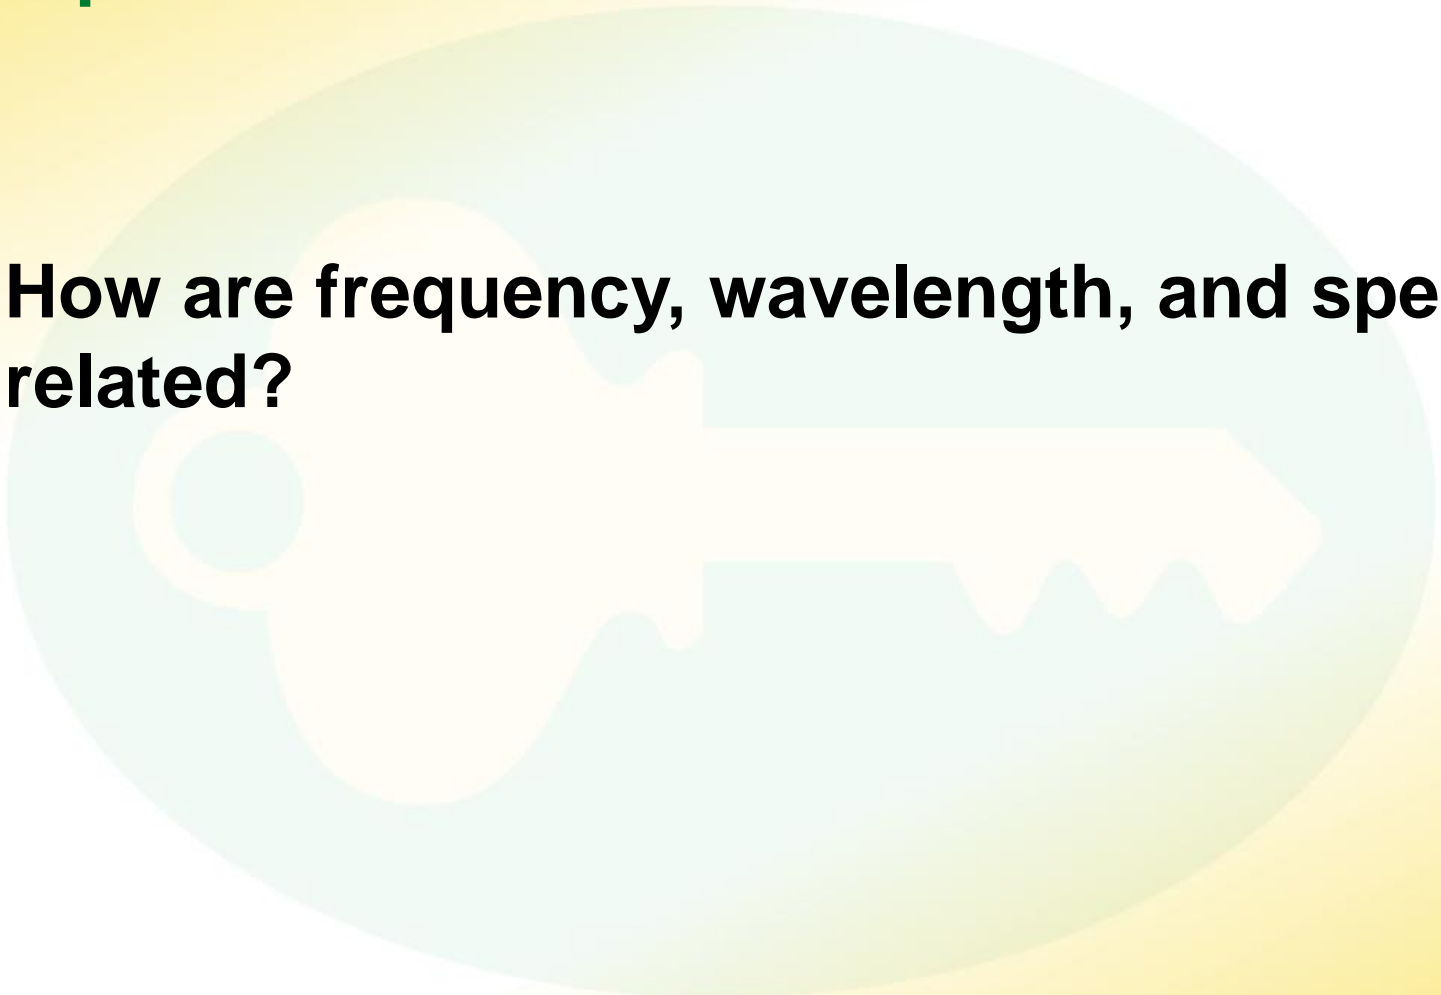 How are frequency, wavelength, and spe
related?